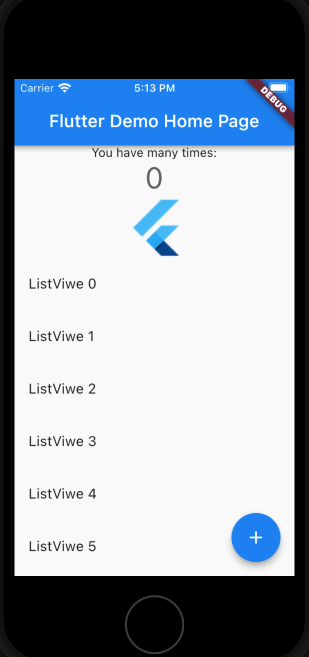 Carrier 5:13 PM
DEBUG
Flutter Demo Home Page
You have many times:
0
ListViwe 0
ListViwe 1
ListViwe 2
ListViwe 3
ListViwe 4
ListViwe 5
+